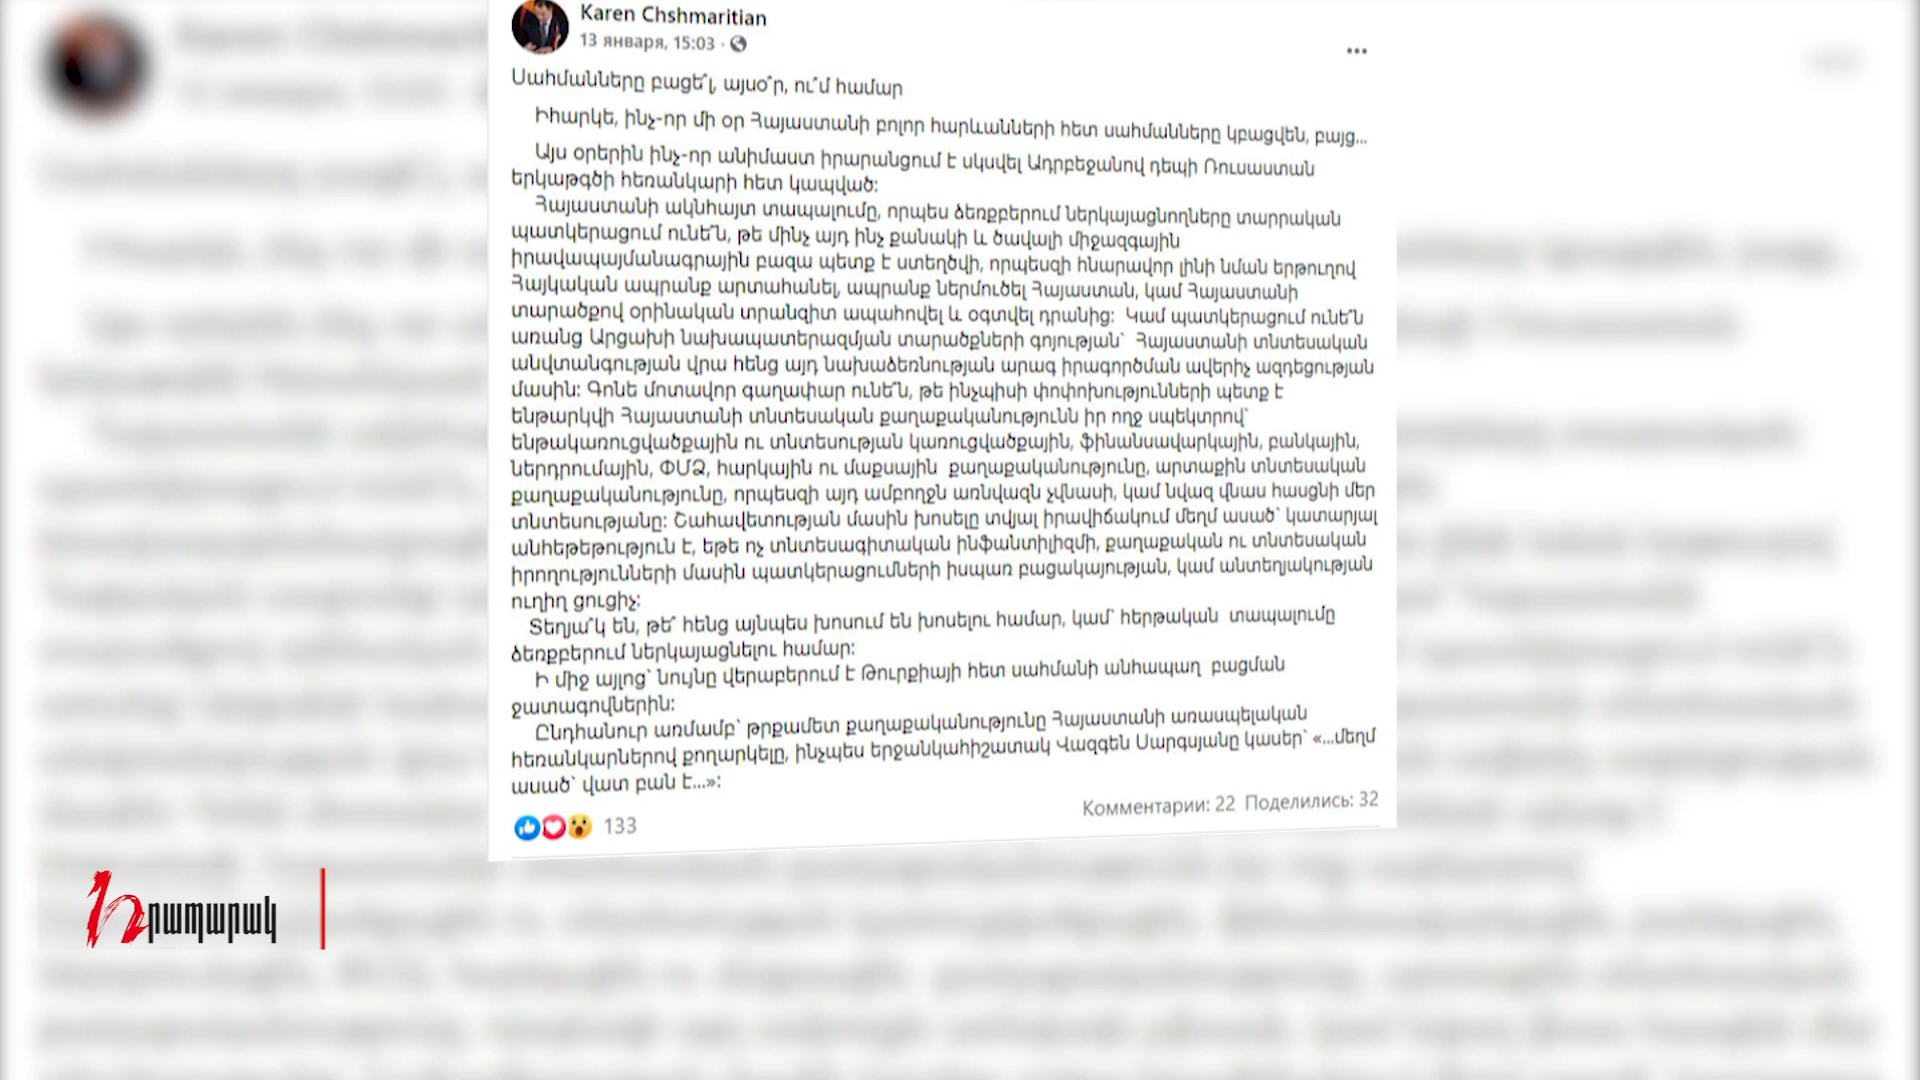 Karen Chshmaritian
13 января, 15:03 ·
Սահմանները բացե՞լ, այսօ՞ր, ու՞մ համար
Իհարկե, ինչ-որ մի օր Հայաստանի բոլոր հարևանների հետ սահմանները կբացվեն, բայց...
Այս օրերին ինչ-որ անիմաստ իրարանցում է սկսվել Ադրբեջանով դեպի Ռուսաստան
երկաթգծի հեռանկարի հետ կապված:
Հայաստանի ակնհայտ տապալումը, որպես ձեռքբերում ներկայացնողները տարրական
պատկերացում ունե՞ն, թե մինչ այդ ինչ քանակի և ծավալի միջազգային
իրավապայմանագրային բազա պետք է ստեղծվի, որպեսզի հնարավոր լինի նման երթուղով
Հայկական ապրանք արտահանել, ապրանք ներմուծել Հայաստան, կամ Հայաստանի
տարածքով օրինական տրանզիտ ապահովել և օգտվել դրանից: Կամ պատկերացում ունե՞ն
առանց Արցախի նախապատերազմյան տարածքների գոյության՝ Հայաստանի տնտեսական
անվտանգության վրա հենց այդ նախաձեռնության արագ իրագործման ավերիչ ազդեցության
մասին: Գոնե մոտավոր գաղափար ունե՞ն, թե ինչպիսի փոփոխությունների պետք է
ենթարկվի Հայաստանի տնտեսական քաղաքականությունն իր ողջ սպեկտրով՝
ենթակառուցվածքային ու տնտեսության կառուցվածքային, ֆինանսավարկային, բանկային,
ներդրումային, ՓՄՁ, հարկային ու մաքսային քաղաքականությունը, արտաքին տնտեսական
քաղաքականությունը, որպեսզի այդ ամբողջն առնվազն չվնասի, կամ նվազ վնաս հասցնի մեր
տնտեսությանը: Շահավետության մասին խոսելը տվյալ իրավիճակում մեղմ ասած՝ կատարյալ
անհեթեթություն է, եթե ոչ տնտեսագիտական ինֆանտիլիզմի, քաղաքական ու տնտեսական
իրողությունների մասին պատկերացումների իսպառ բացակայության, կամ անտեղյակության
ուղիղ ցուցիչ:
Տեղյա՞կ են, թե՞ հենց այնպես խոսում են խոսելու համար, կամ՝ հերթական տապալումը
ձեռքբերում ներկայացնելու համար:
Ի միջ այլոց՝ նույնը վերաբերում է Թուրքիայի հետ սահմանի անհապաղ բացման
ջատագովներին:
Ընդհանուր առմամբ՝ թրքամետ քաղաքականությունը Հայաստանի առասպելական
հեռանկարներով քողարկելը, ինչպես երջանկահիշատակ Վազգեն Սարգսյանը կասեր՝ «...մեղմ
ասած՝ վատ բան է...»:
133
Комментарии: 22 Поделились: 32
Հրապարակ